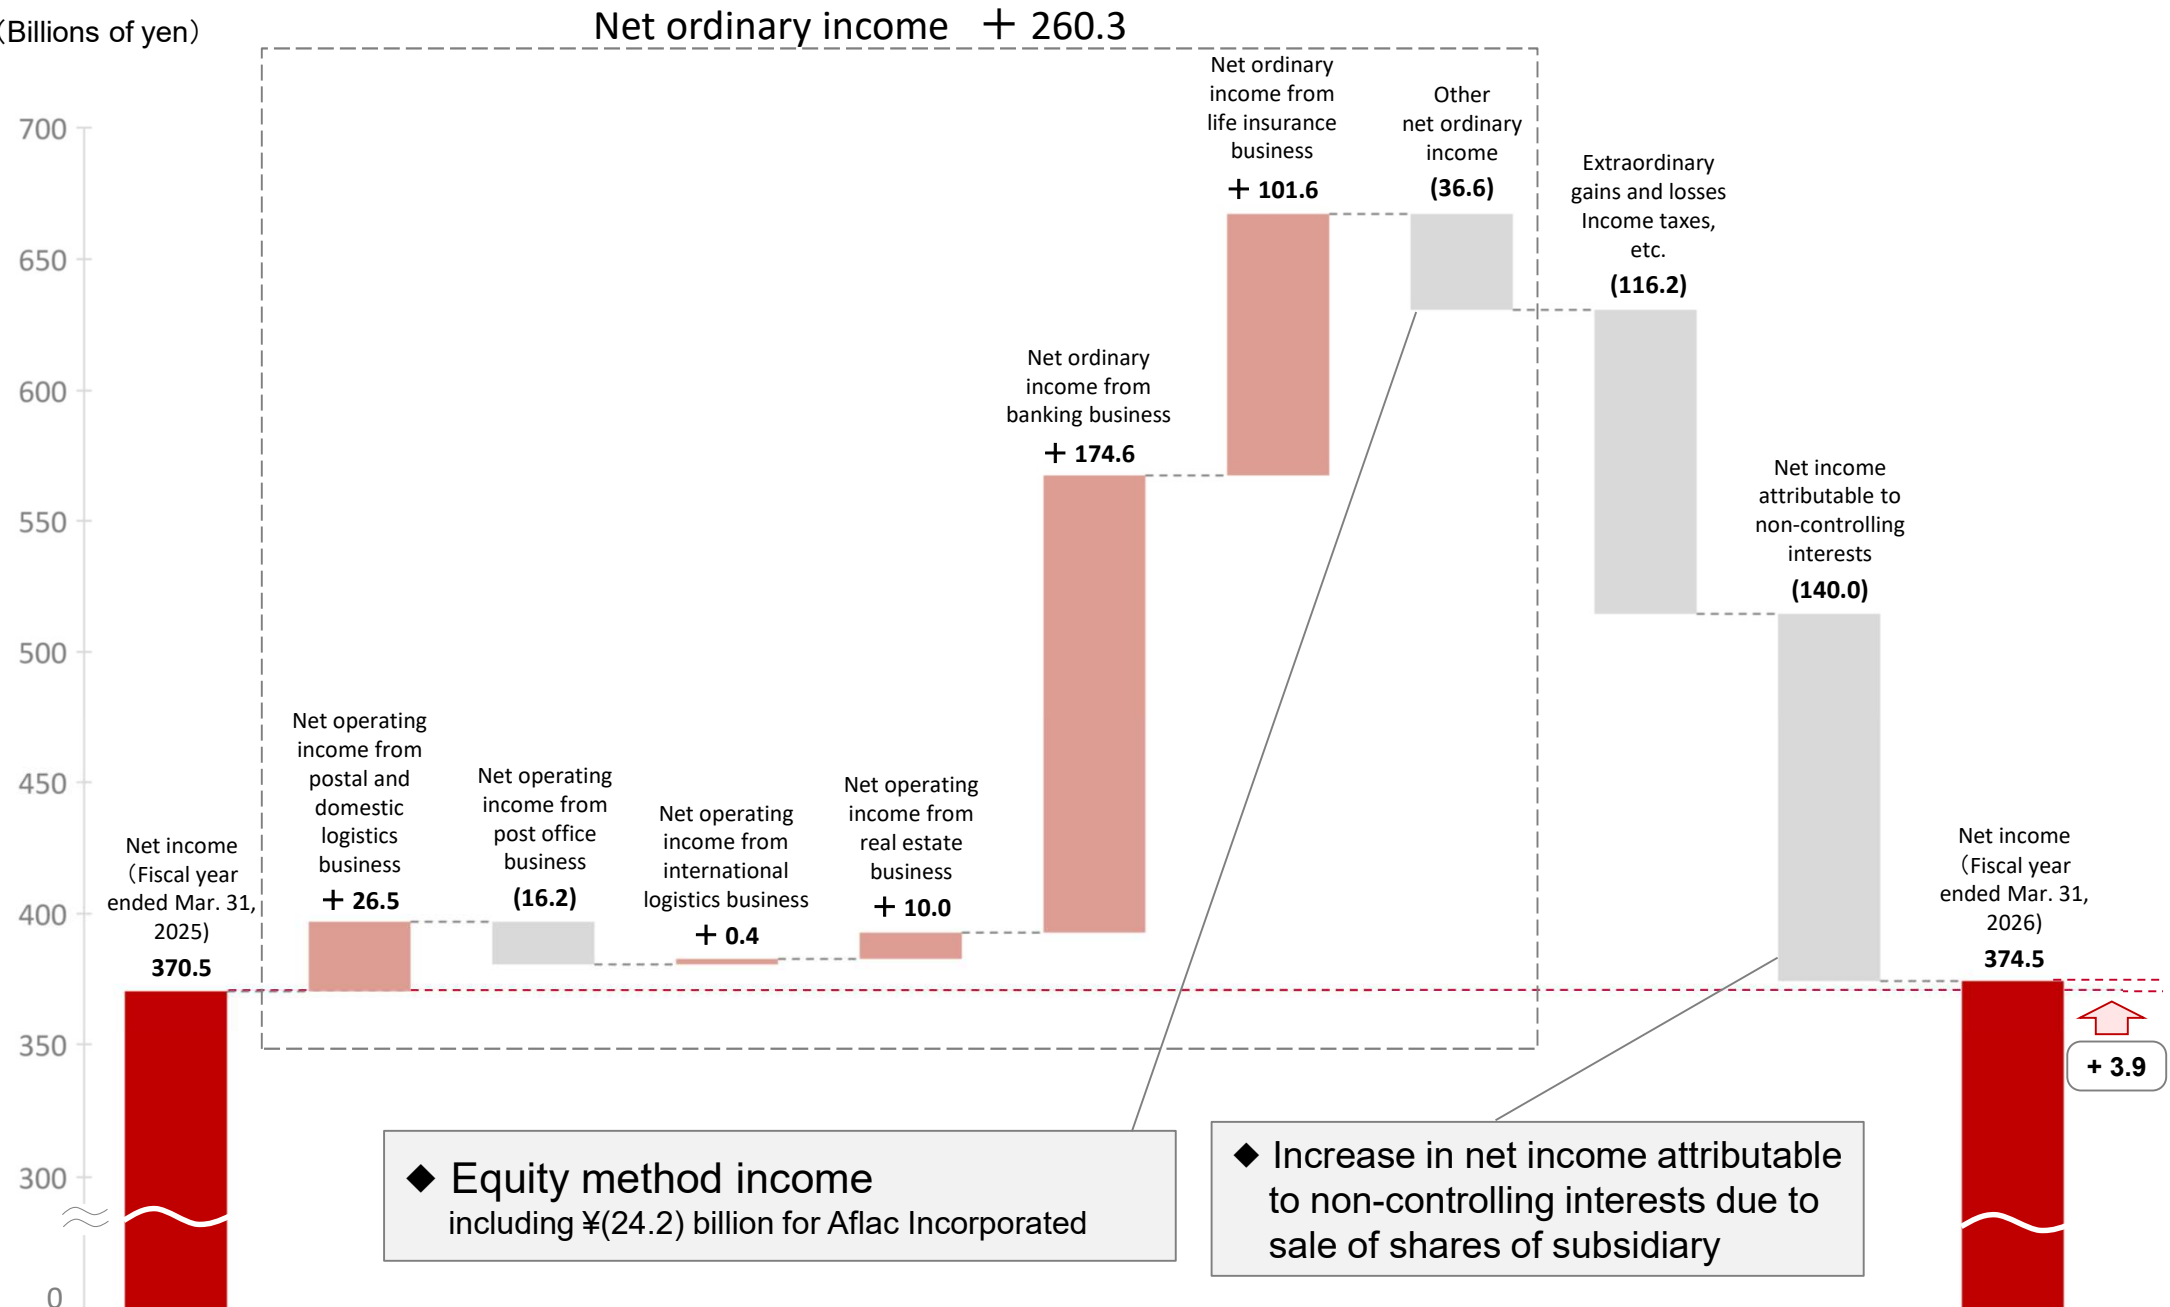 （Billions of yen）
Net ordinary income ＋ 260.3
700
650
600
550
500
450
400
350
300
0
Net income
（Fiscal year
ended Mar. 31,
2025)
370.5
Net operating
income from
postal and
domestic
logistics
business
＋ 26.5
Net operating
income from
post office
business
(16.2)
Net operating
income from
international
logistics business
＋ 0.4
Net operating
income from
real estate
business
＋ 10.0
Net ordinary
income from
banking business
＋ 174.6
Net ordinary
income from
life insurance
business
＋ 101.6
Other
net ordinary
income
(36.6)
Extraordinary
gains and losses
Income taxes,
etc.
(116.2)
Net income
attributable to
non-controlling
interests
(140.0)
Net income
（Fiscal year
ended Mar. 31,
2026)
374.5
+ 3.9
◆ Equity method income
including ¥(24.2) billion for Aflac Incorporated
◆ Increase in net income attributable
to non-controlling interests due to
sale of shares of subsidiary